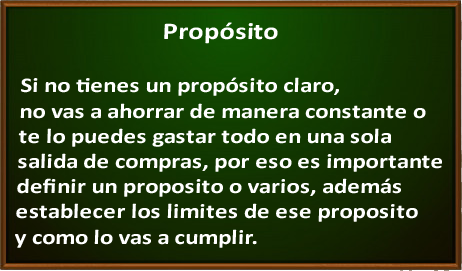 Propósito
Si no tienes un propósito claro,
no vas a ahorrar de manera constante o
te lo puedes gastar todo en una sola
salida de compras, por eso es importante
definir un proposito o varios, además
establecer los limites de ese proposito
y como lo vas a cumplir.